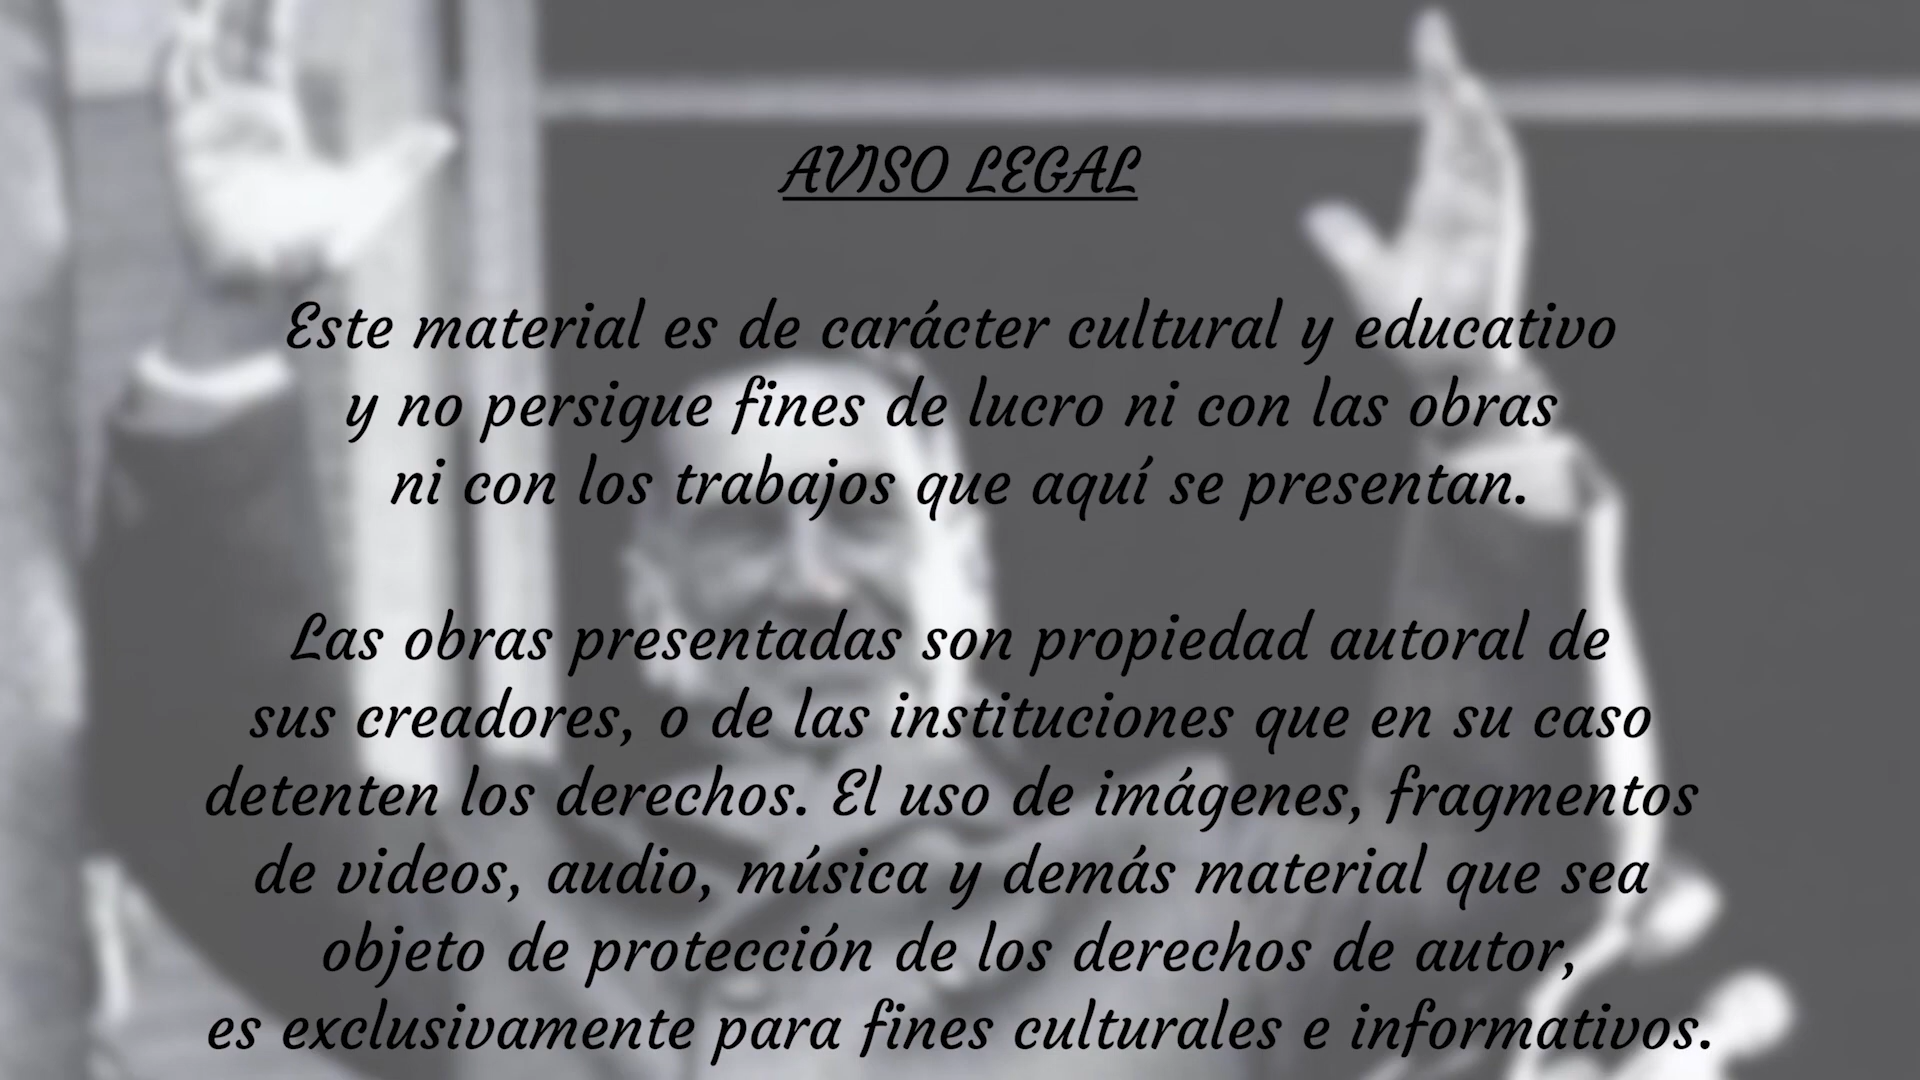 AVISO LEGAL
Este material es de carácter cultural y educativo
y no persigue fines de lucro ni con las obras
ni con los trabajos que aquí se presentan.
Las obras presentadas son propiedad autoral de
sus creadores, o de las instituciones que en su caso
detenten los derechos. El uso de imágenes, fragmentos
de videos, audio, música y demás material que sea
objeto de protección de los derechos de autor,
es exclusivamente para fines culturales e informativos.